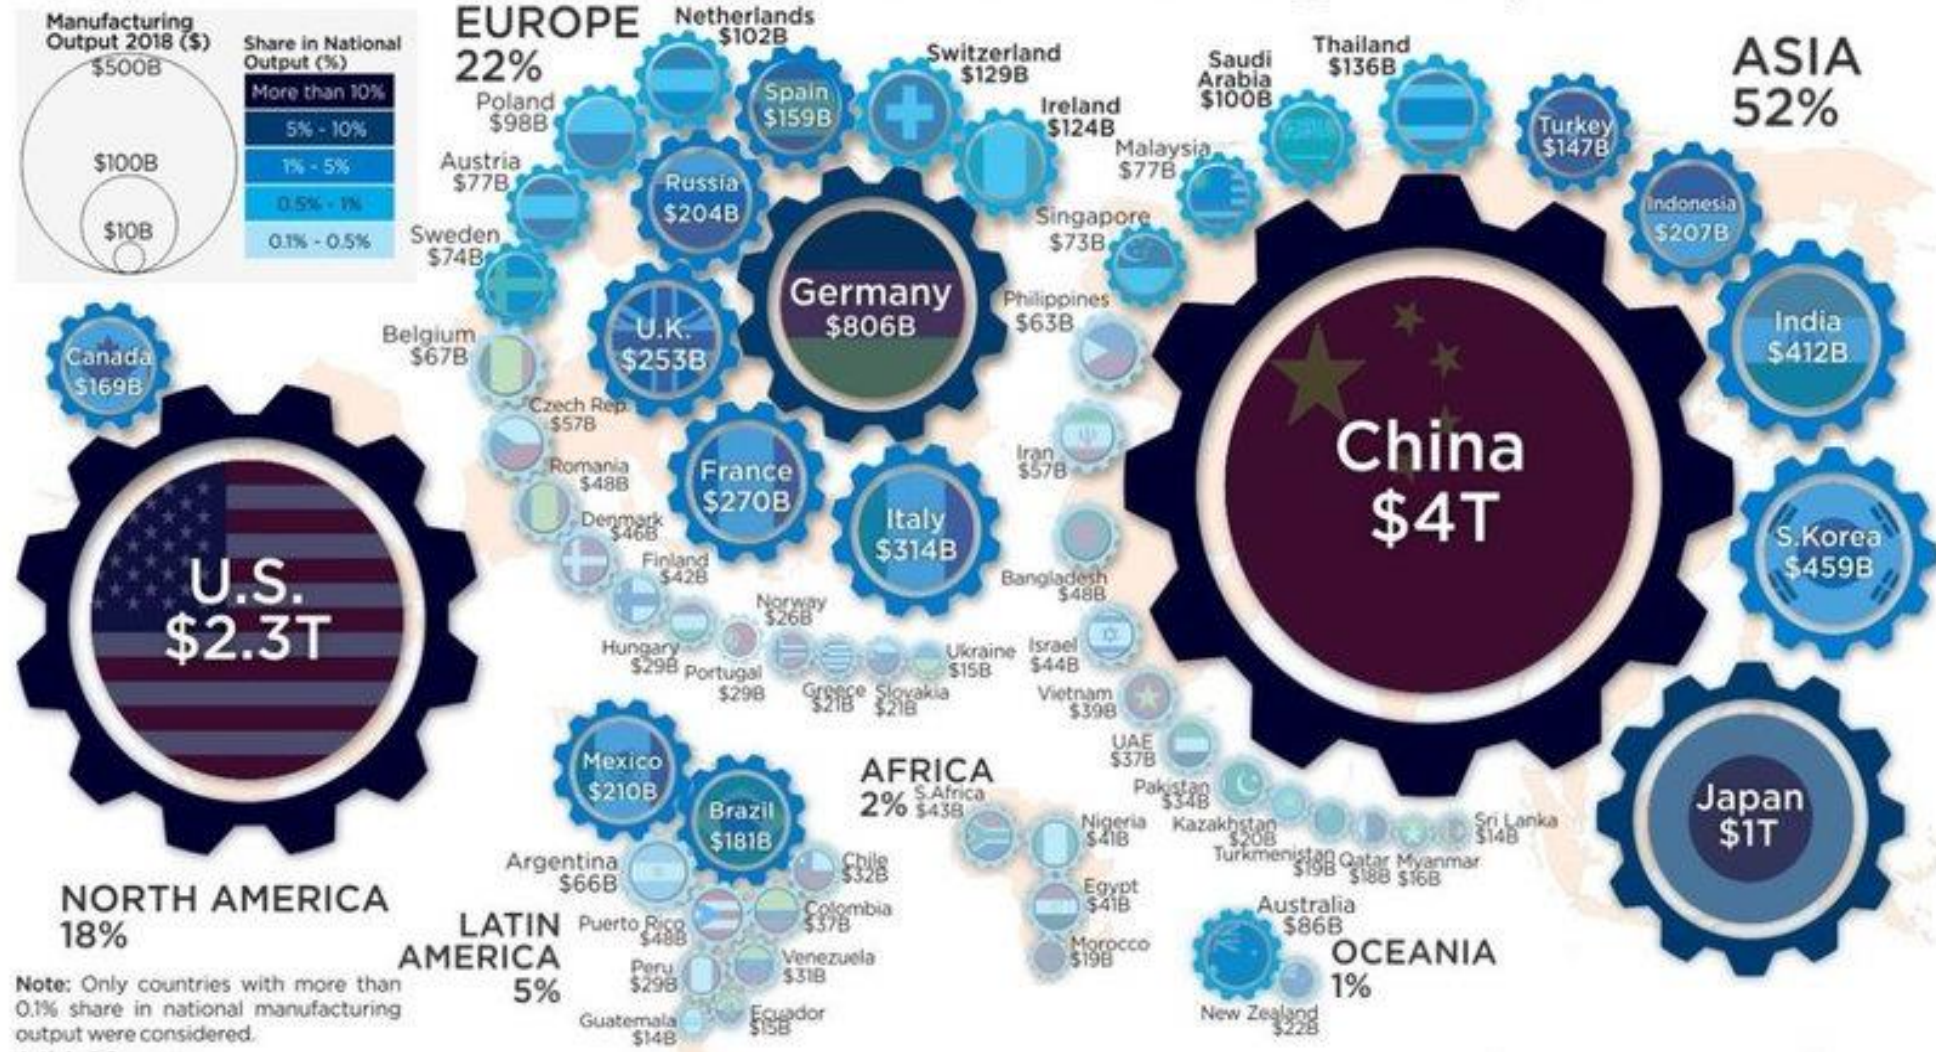 Manufacturing
Output 2018 ($)
$500B
$100B
$10B
Share in National
Output (%)
More than 10%
5% - 10%
1% - 5%
0.5% - 1%
0.1% - 0.5%
EUROPE
22%
Netherlands
$102B
Spain
$159B
Switzerland
$129B
Ireland
$124B
Poland
$98B
Austria
$77B
Sweden
$74B
Belgium
$67B
Russia
$204B
U.K.
$253B
Germany
$806B
France
$270B
Italy
$314B
Czech Rep.
$57B
Romania
$48B
Denmark
$46B
Finland
$42B
Hungary
$29B
Portugal
$29B
Norway
$26B
Greece
$21B
Slovakia
$21B
Ukraine
$15B
ASIA
52%
Saudi
Arabia
$100B
Thailand
$136B
Turkey
$147B
Indonesia
$207B
India
$412B
S.Korea
$459B
Japan
$1T
China
$4T
Malaysia
$77B
Singapore
$73B
Philippines
$63B
Iran
$57B
Bangladesh
$48B
Israel
$44B
Vietnam
$39B
UAE
$37B
Pakistan
$34B
Kazakhstan
$20B
Turkmenistan
$19B
Qatar
$18B
Myanmar
$16B
Sri Lanka
$14B
Canada
$169B
U.S.
$2.3T
NORTH AMERICA
18%
Note: Only countries with more than
0.1% share in national manufacturing
output were considered.
LATIN
AMERICA
5%
Mexico
$210B
Brazil
$181B
Argentina
$66B
Chile
$32B
Puerto Rico
$48B
Colombia
$37B
Peru
$29B
Venezuela
$31B
Guatemala
$14B
Ecuador
$15B
AFRICA
2%
S.Africa
$43B
Nigeria
$41B
Egypt
$41B
Morocco
$19B
Australia
$86B
OCEANIA
1%
New Zealand
$22B